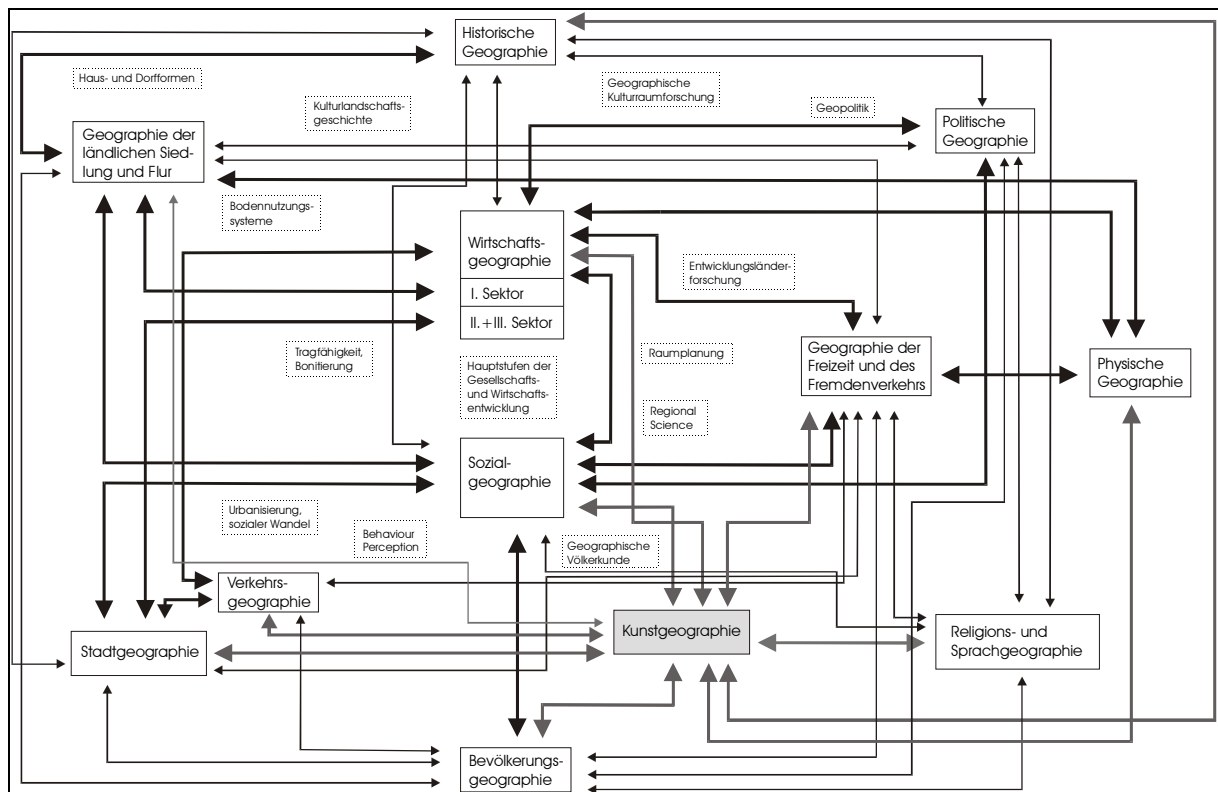 Historische
Geographie
Haus- und Dorfformen
Geographische
Kulturraumforschung
Kulturlandschafts-
geschichte
Geopolitik
Politische
Geographie
Geographie der
ländlichen Sied-
lung und Flur
Bodennutzungs-
systeme
Wirtschafts-
geographie
I. Sektor
II.+III. Sektor
Entwicklungsländer-
forschung
Tragfähigkeit,
Bonitierung
Hauptstufen der
Gesellschafts-
und Wirtschafts-
entwicklung
Raumplanung
Geographie der
Freizeit und des
Fremdenverkehrs
Physische
Geographie
Regional
Science
Sozial-
geographie
Urbanisierung,
sozialer Wandel
Behaviour
Perception
Geographische
Völkerkunde
Verkehrs-
geographie
Kunstgeographie
Religions- und
Sprachgeographie
Stadtgeographie
Bevölkerungs-
geographie